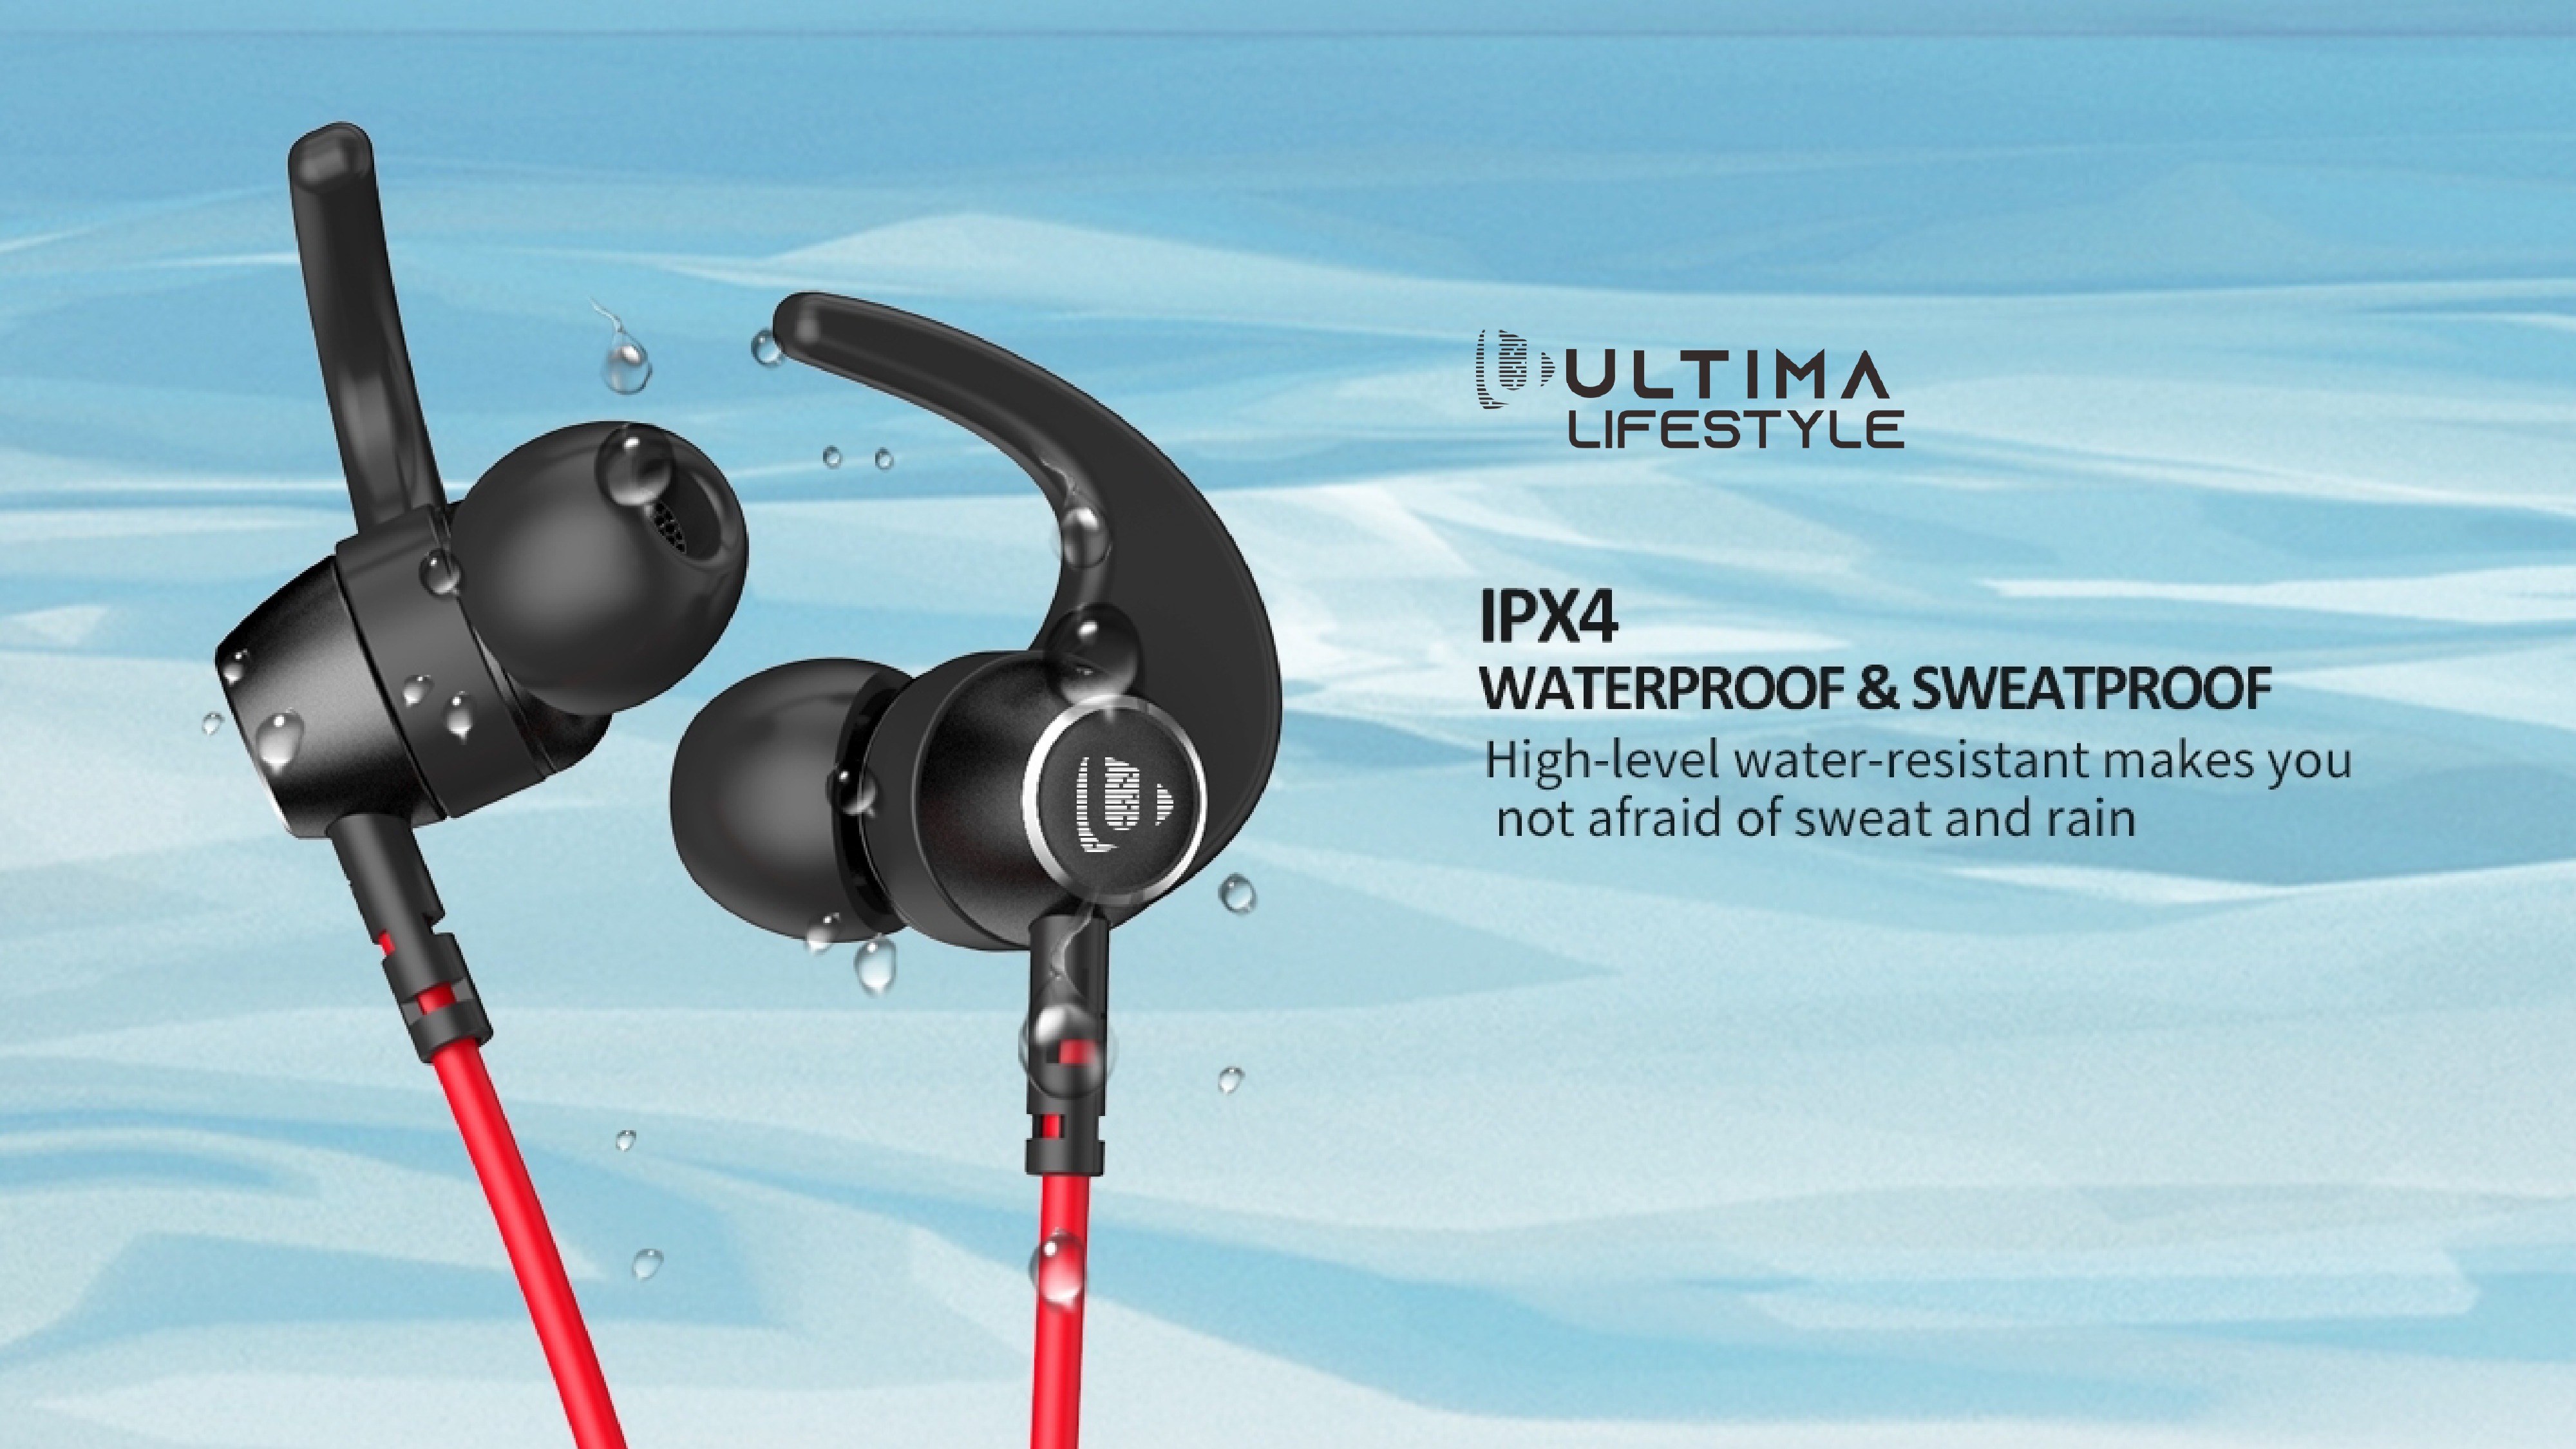 ULTIMA
LIFESTYLE
IPX4
WATERPROOF & SWEATPROOF
High-level water-resistant makes you
not afraid of sweat and rain